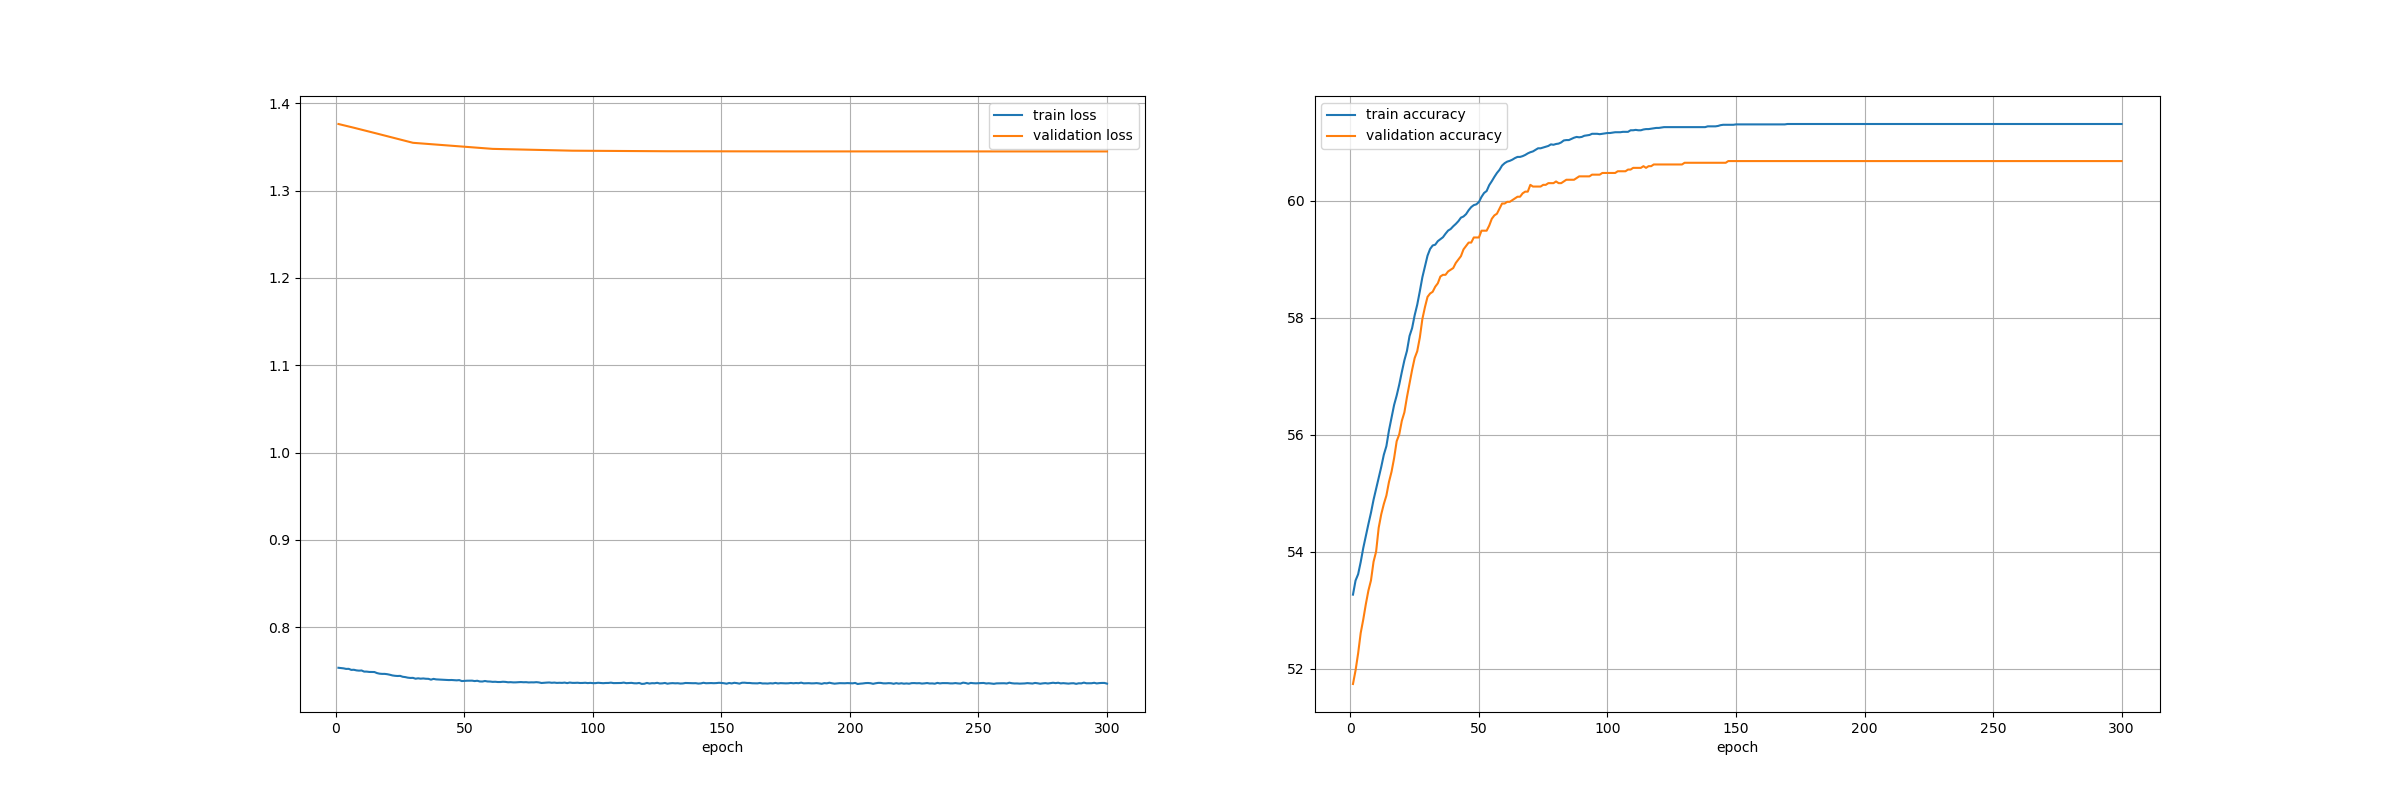 1.4
1.3
1.2
1.1
1.0
0.9
0.8
0 50 100 150 200 250 300
epoch
train loss
validation loss
60
58
56
54
52
0 50 100 150 200 250 300
epoch
train accuracy
validation accuracy